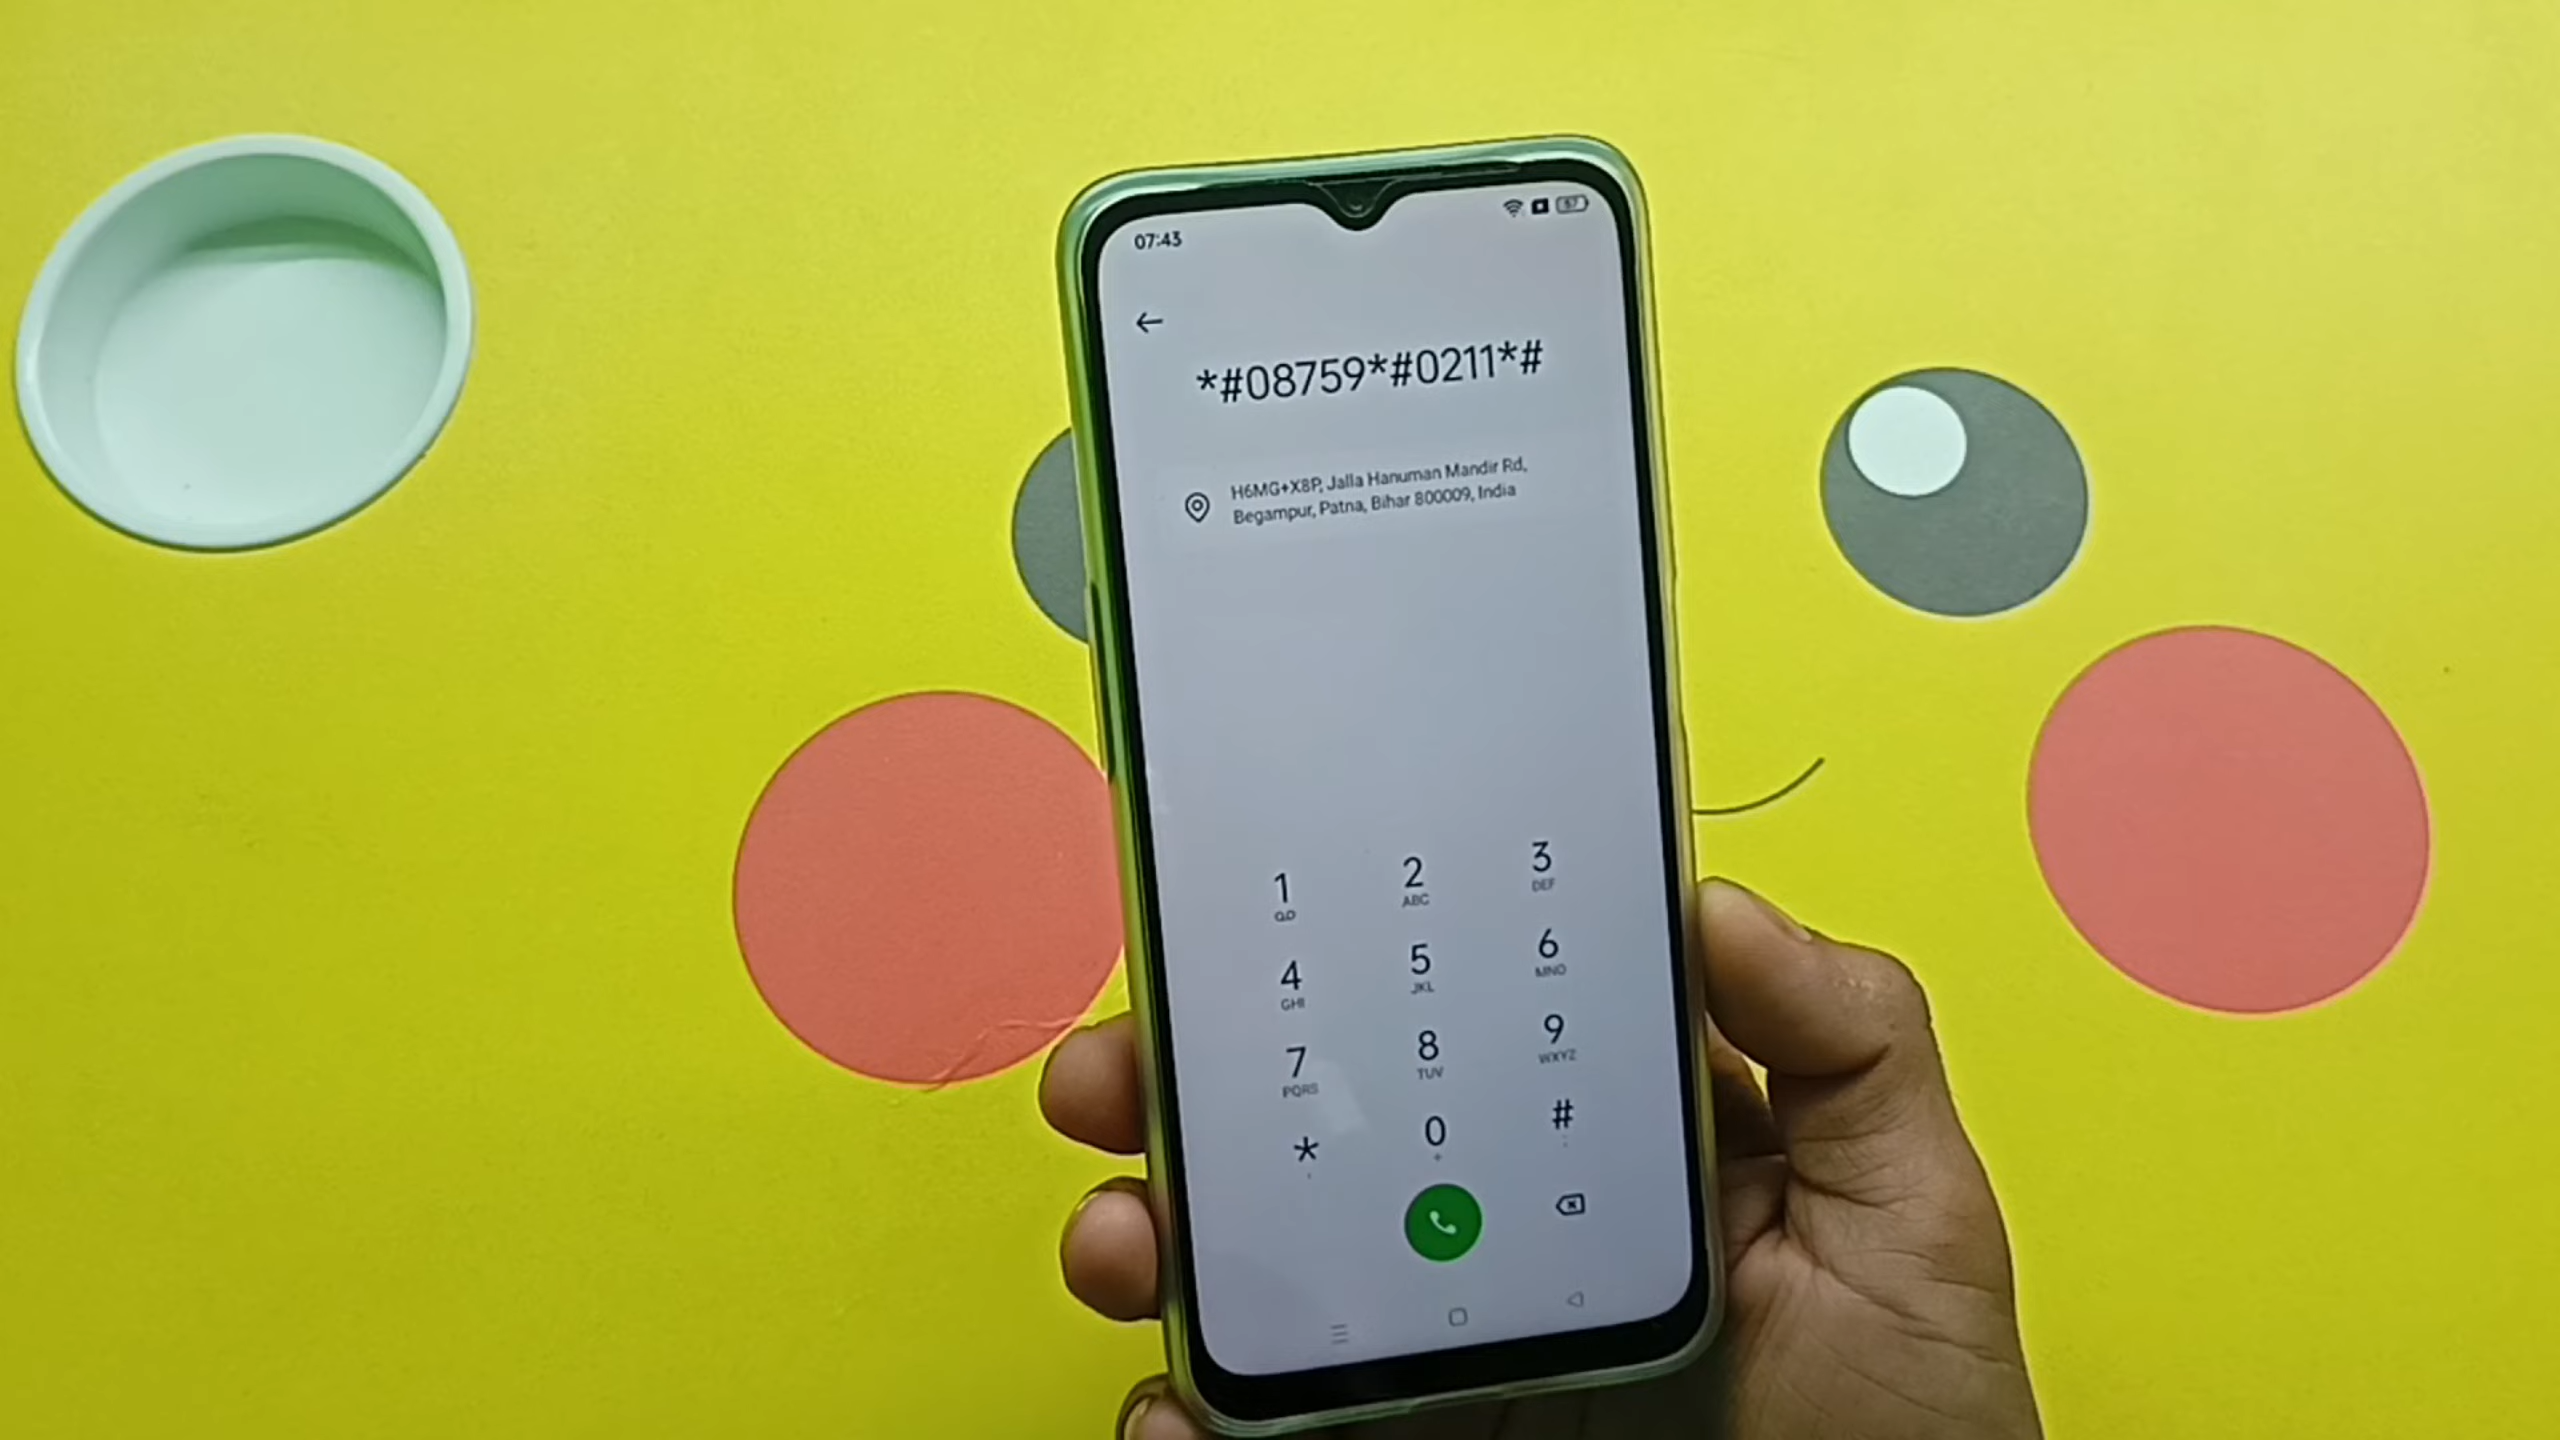 07:43
57
*#08759*#0211*#
H6MG+X8P, Jalla Hanuman Mandir Rd,
Begampur, Patna, Bihar 800009, India
1 2 3
ABC DEF
4 5 6
GHI JKL MNO
7 8 9
PQRS TUV WXYZ
* 0 #
+